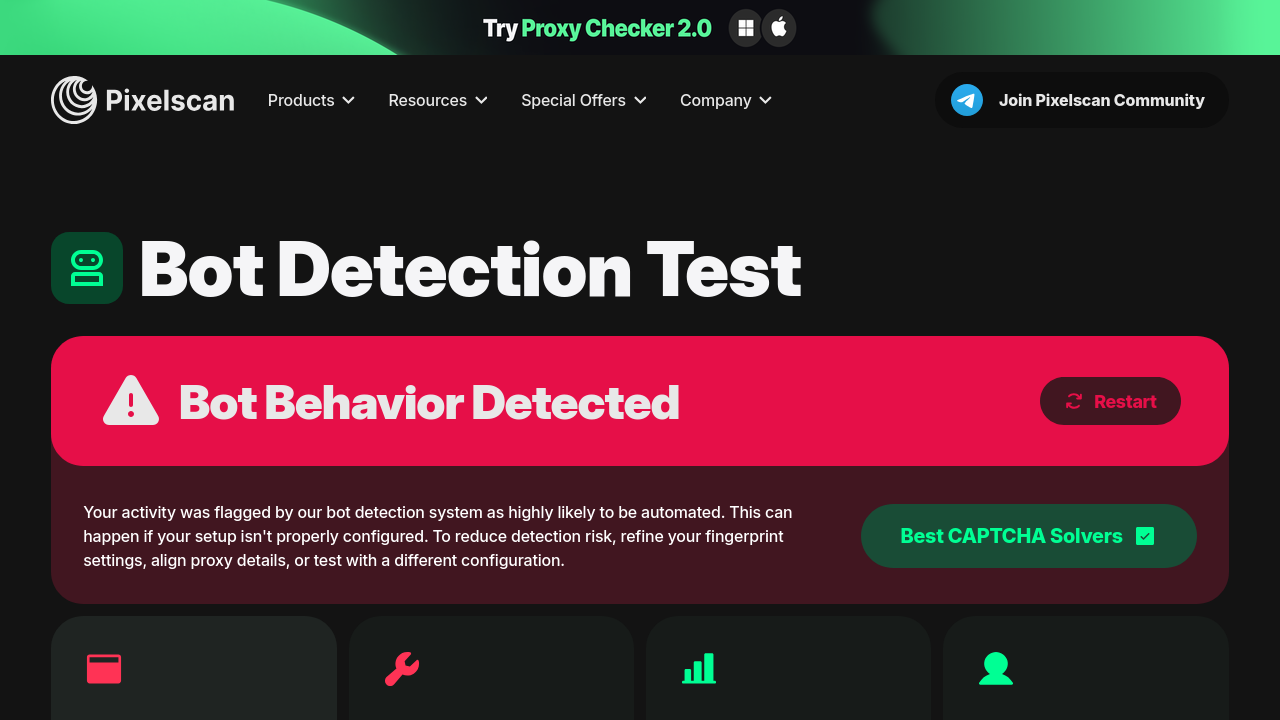 Try Proxy Checker 2.0
Pixelscan
Products
Resources
Special Offers
Company
Join Pixelscan Community
Bot Detection Test
Bot Behavior Detected
Restart
Your activity was flagged by our bot detection system as highly likely to be automated. This can
happen if your setup isn't properly configured. To reduce detection risk, refine your fingerprint
settings, align proxy details, or test with a different configuration.
Best CAPTCHA Solvers